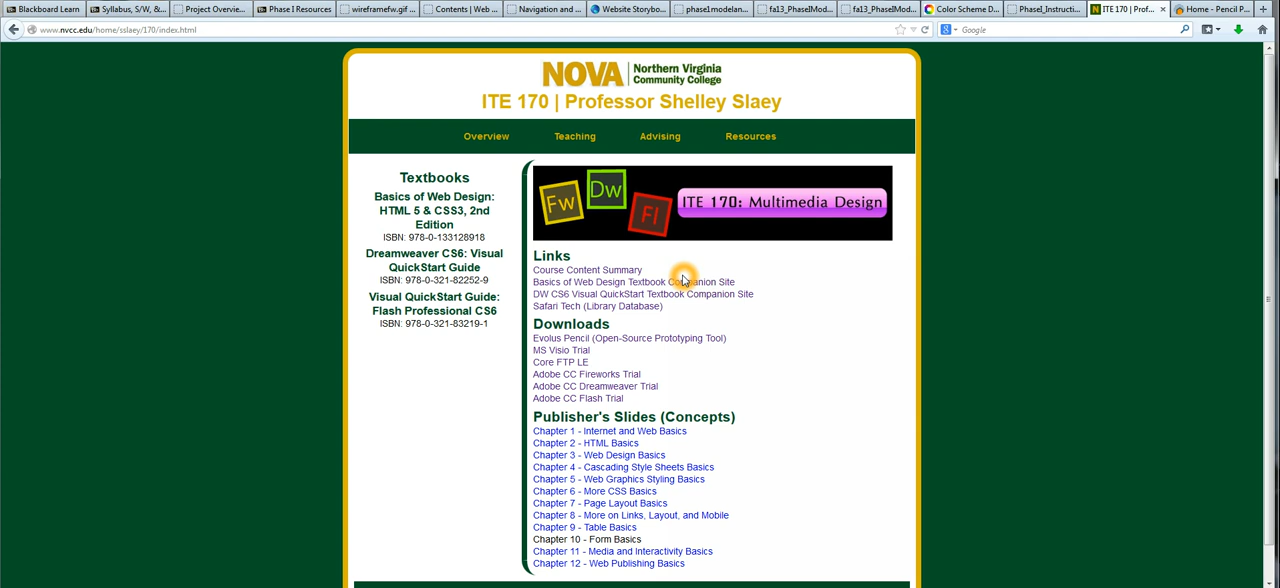 Blackboard Learn
Syllabus, S/W, &...
Project Overvie...
Phase I Resources
wireframefw.gif ...
Contents | Web ...
Navigation and ...
Website Storybo...
phase1modelan...
fa13_PhaseIMod...
fa13_PhaseIMod...
Color Scheme D...
PhaseI_Instructi...
ITE 170 | Prof...
Home - Pencil P...
www.nvcc.edu/home/sslaey/170/index.html
Google
NOVA
Northern Virginia
Community College
ITE 170 | Professor Shelley Slaey
Overview
Teaching
Advising
Resources
Textbooks
Basics of Web Design:
HTML 5 & CSS3, 2nd
Edition
ISBN: 978-0-133128918
Dreamweaver CS6: Visual
QuickStart Guide
ISBN: 978-0-321-82252-9
Visual QuickStart Guide:
Flash Professional CS6
ISBN: 978-0-321-83219-1
Fw
Dw
Fl
ITE 170: Multimedia Design
Links
Course Content Summary
Basics of Web Design Textbook Companion Site
DW CS6 Visual QuickStart Textbook Companion Site
Safari Tech (Library Database)
Downloads
Evolus Pencil (Open-Source Prototyping Tool)
MS Visio Trial
Core FTP LE
Adobe CC Fireworks Trial
Adobe CC Dreamweaver Trial
Adobe CC Flash Trial
Publisher's Slides (Concepts)
Chapter 1 - Internet and Web Basics
Chapter 2 - HTML Basics
Chapter 3 - Web Design Basics
Chapter 4 - Cascading Style Sheets Basics
Chapter 5 - Web Graphics Styling Basics
Chapter 6 - More CSS Basics
Chapter 7 - Page Layout Basics
Chapter 8 - More on Links, Layout, and Mobile
Chapter 9 - Table Basics
Chapter 10 - Form Basics
Chapter 11 - Media and Interactivity Basics
Chapter 12 - Web Publishing Basics